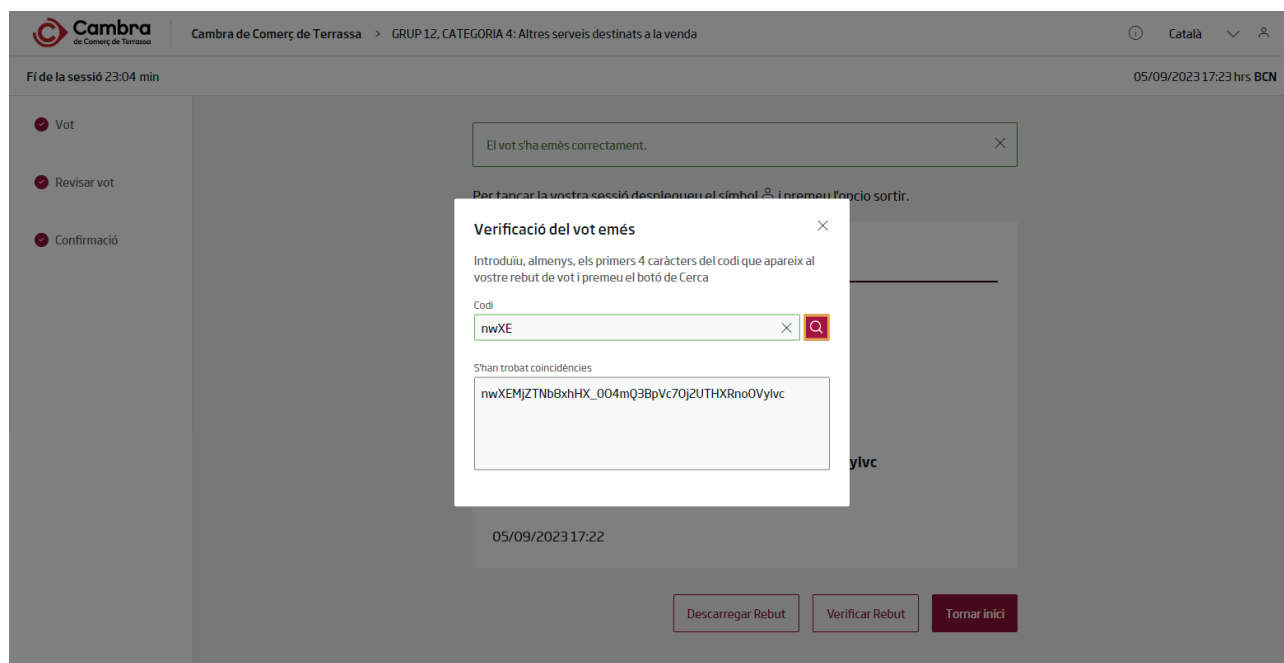 Cambra
de Comerç de Terrassa
Cambra de Comerç de Terrassa > GRUP 12, CATEGORIA 4: Altres serveis destinats a la venda
Català
Fí de la sessió 23:04 min
05/09/2023 17:23 hrs BCN
Vot
Revisar vot
Confirmació
El vot s'ha emès correctament.
Per tancar la vostra sessió desplegueu el símbol i premeu l'opcio sortir.
Verificació del vot emés
Introduïu, almenys, els primers 4 caràcters del codi que apareix al
vostre rebut de vot i premeu el botó de Cerca
Codi
nwXE
S'han trobat coincidències
nwXEMjZTNb8xhHX_0O4mQ3BpVc7Oj2UTHXRnoOVylvc
ylvc
05/09/2023 17:22
Descarregar Rebut
Verificar Rebut
Tornar inici